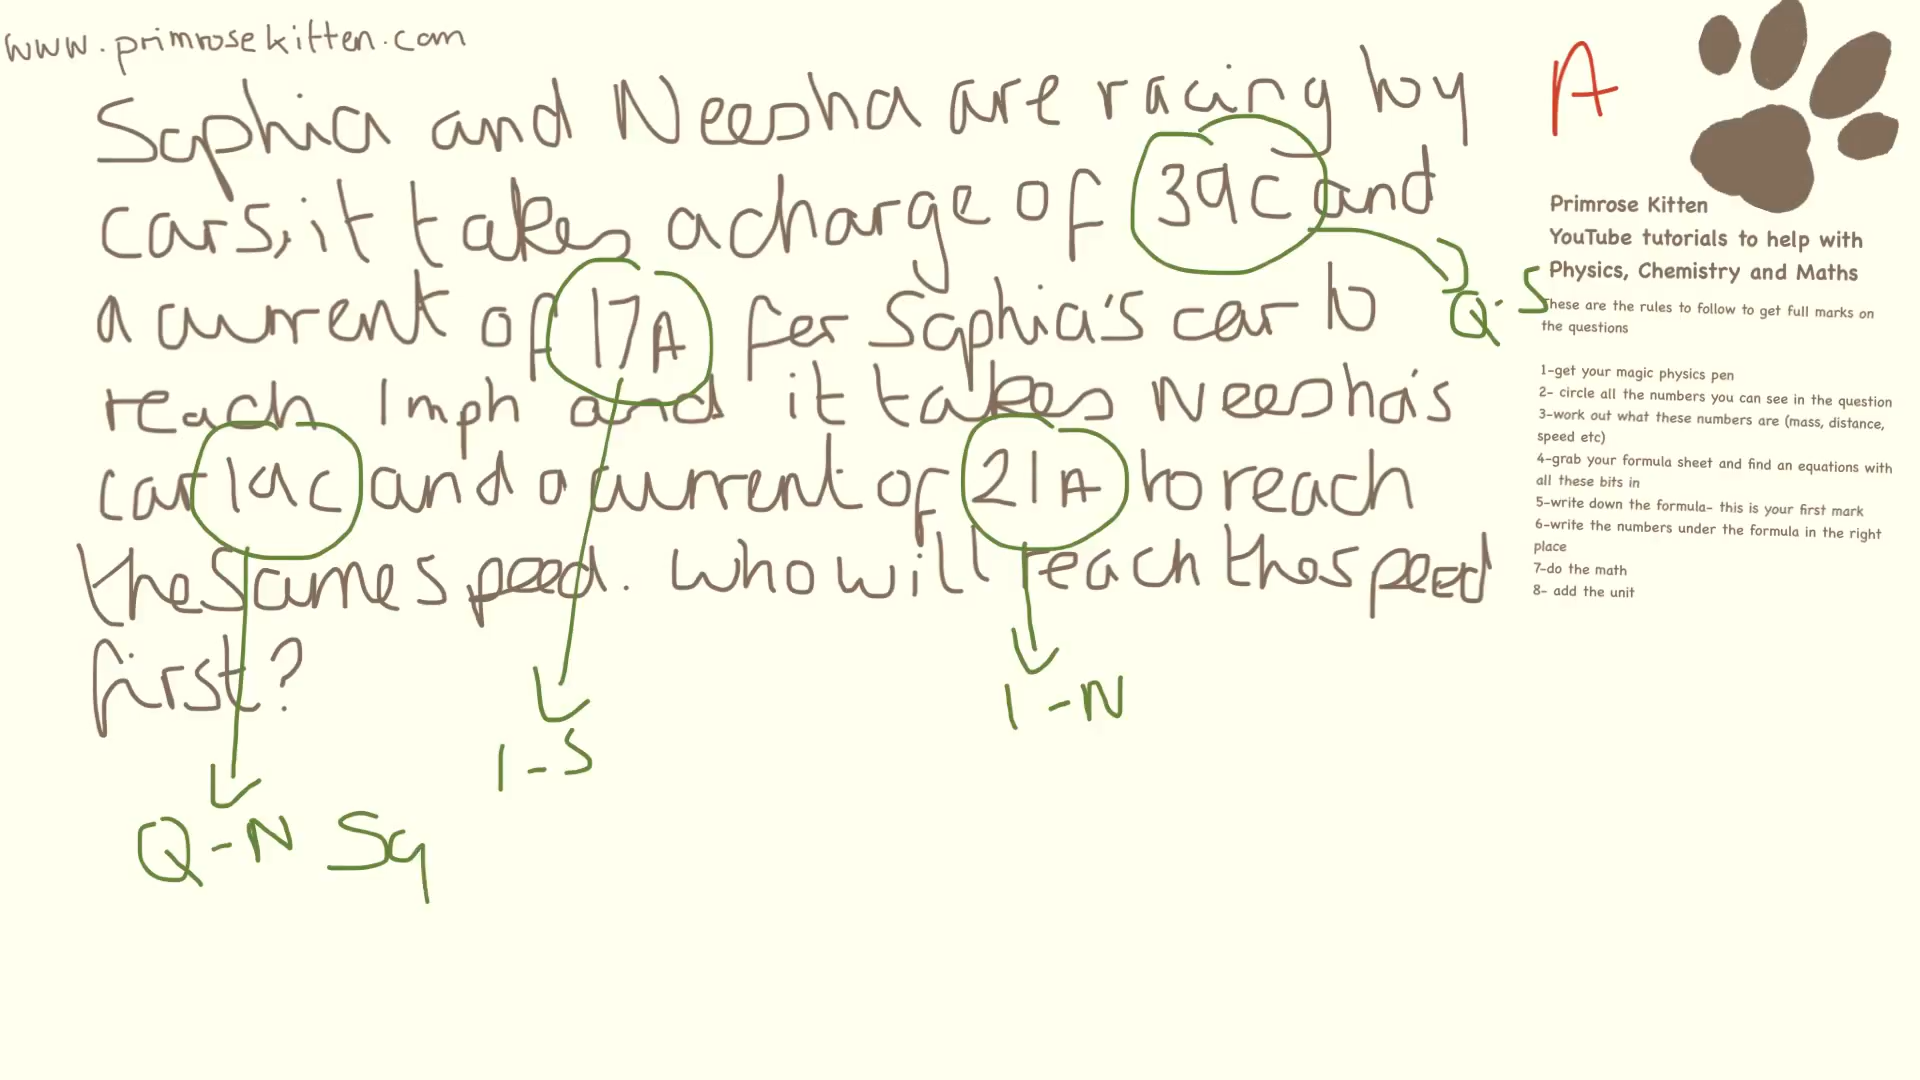 www.primrosekitten.com
Sophia and Neesha are racing toy
cars, it takes a charge of 39C and
a current of 17A for Sophia's car to
reach 1mph and it takes Neesha's
car 19C and a current of 21A to reach
the same speed. Who will reach the speed
first?
A
Primrose Kitten
YouTube tutorials to help with
Physics, Chemistry and Maths
These are the rules to follow to get full marks on
the questions
1-get your magic physics pen
2- circle all the numbers you can see in the question
3-work out what these numbers are (mass, distance,
speed etc)
4-grab your formula sheet and find an equations with
all these bits in
5-write down the formula- this is your first mark
6-write the numbers under the formula in the right
place
7-do the math
8- add the unit
Q-S
I-N
I-S
Q-N Sq